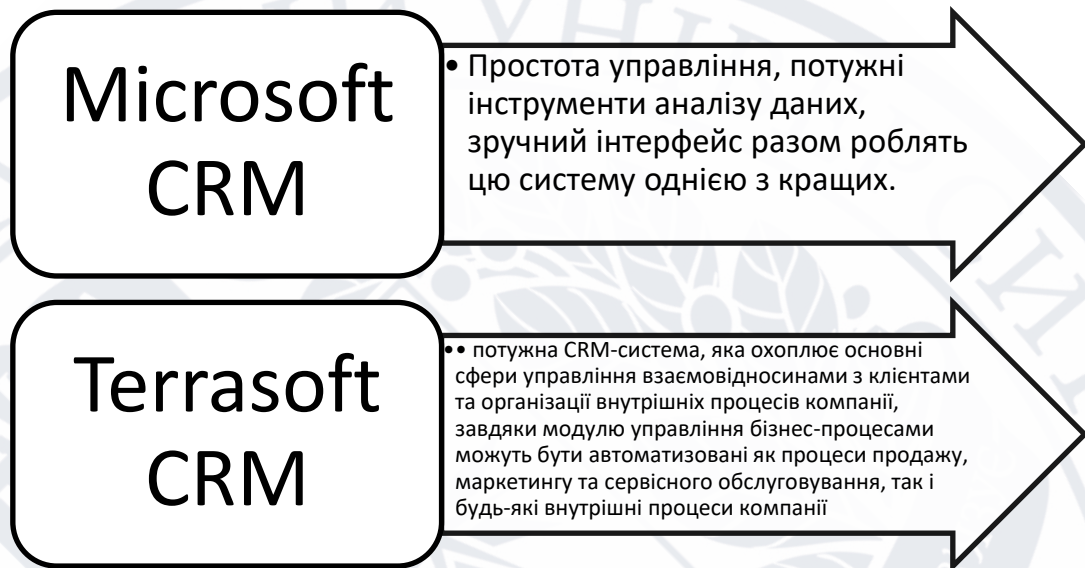 Microsoft
CRM
• Простота управління, потужні
інструменти аналізу даних,
зручний інтерфейс разом роблять
цю систему однією з кращих.
Terrasoft
CRM
•• потужна CRM-система, яка охоплює основні
сфери управління взаємовідносинами з клієнтами
та організації внутрішніх процесів компанії,
завдяки модулю управління бізнес-процесами
можуть бути автоматизовані як процеси продажу,
маркетингу та сервісного обслуговування, так і
будь-які внутрішні процеси компанії